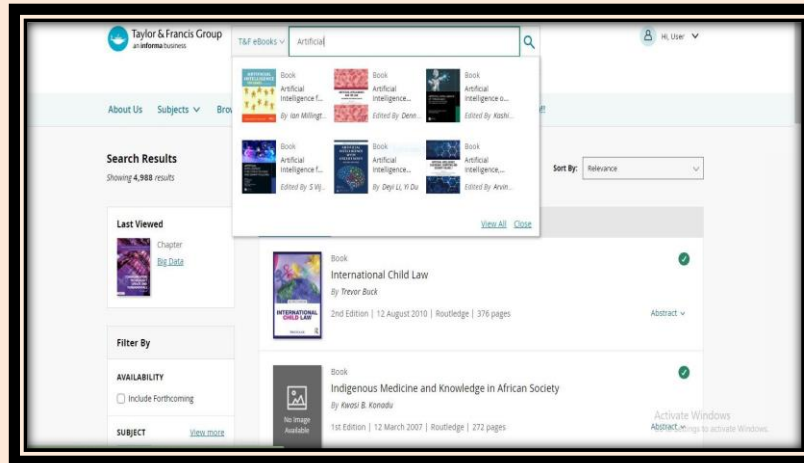 Taylor & Francis Group
an informa business
T&F eBooks
Artificial
Hi, User
Book
Artificial
Intelligence f...
By Ian Millingt...
Book
Artificial
Intelligence...
Edited By Denn...
Book
Artificial
Intelligence o...
Edited By Kashi...
Book
Artificial
Intelligence f...
Edited By S Vij...
Book
Artificial
Intelligence...
By Deyi Li, Yi Du
Book
Artificial
Intelligence,...
Edited By Arvin...
View All Close
About Us Subjects
Search Results
Showing 4,988 results
Sort By: Relevance
Last Viewed
Chapter
Big Data
Filter By
AVAILABILITY
Include Forthcoming
SUBJECT View more
INTERNATIONAL
CHILD LAW
Book
International Child Law
By Trevor Buck
2nd Edition | 12 August 2010 | Routledge | 376 pages
Abstract
No Image
Available
Book
Indigenous Medicine and Knowledge in African Society
By Kwasi B. Konadu
1st Edition | 12 March 2007 | Routledge | 272 pages
Abstract
Activate Windows
to activate Windows.